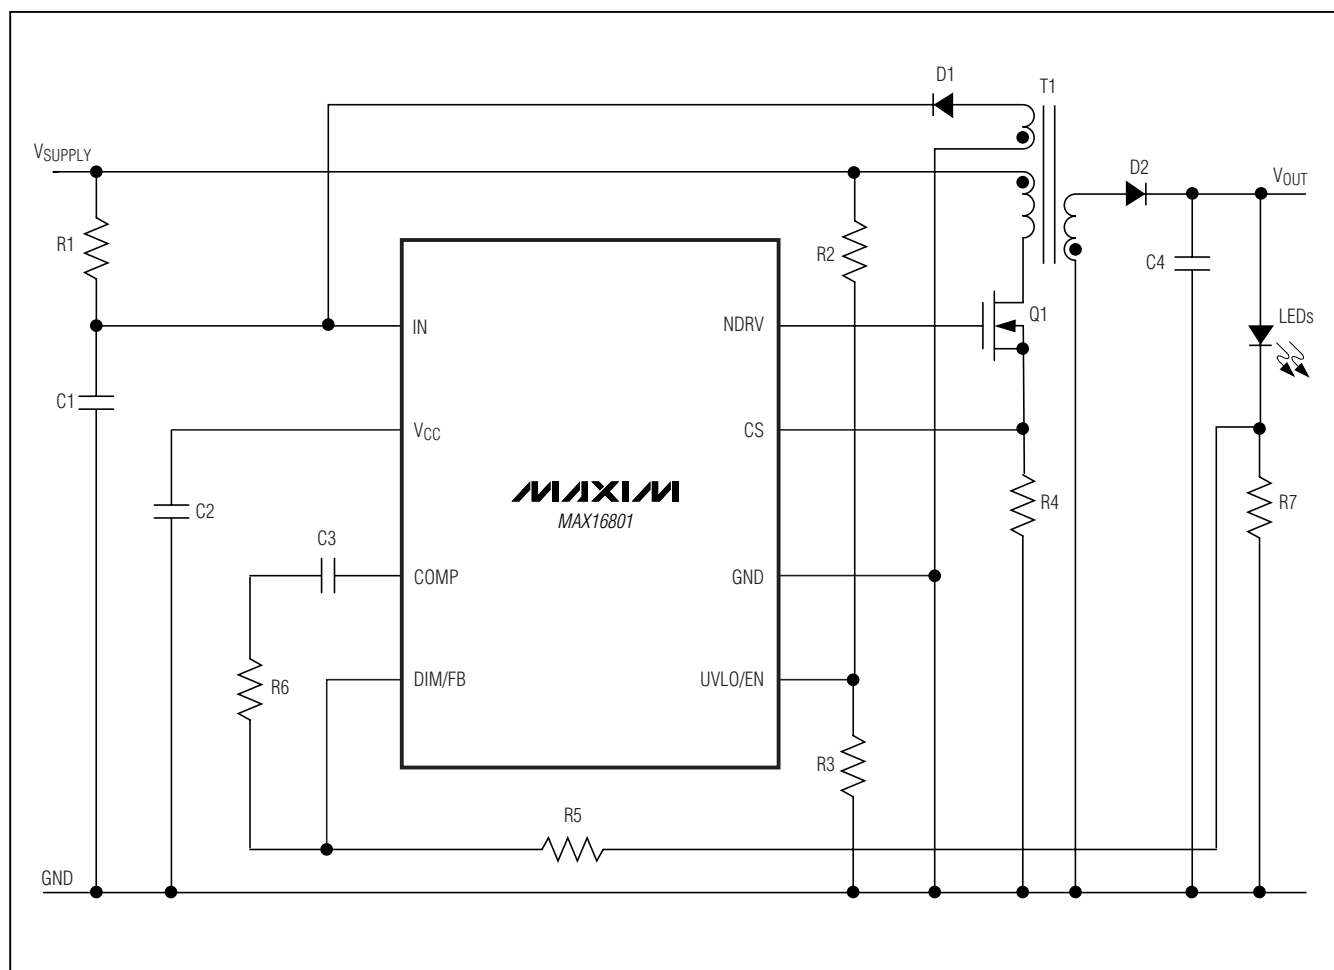 D1
T1
VSUPPLY
D2
VOUT
R1
R2
C4
IN
NDRV
Q1
LEDs
C1
VCC
CS
MAXIM
MAX16801
C2
R4
R7
C3
COMP
GND
R6
DIM/FB
UVLO/EN
R3
R5
GND